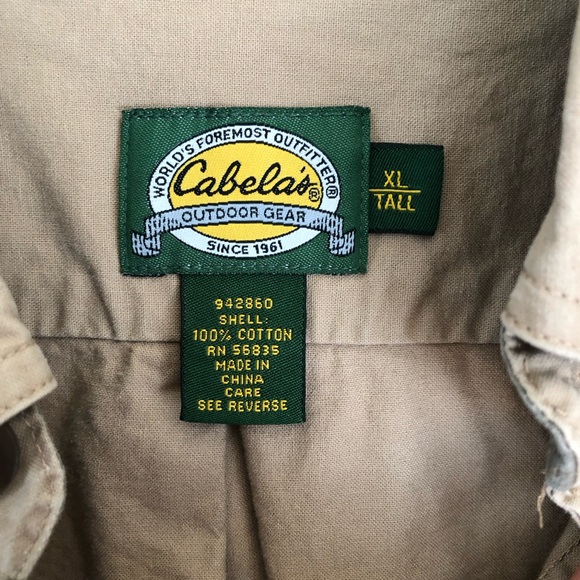 WORLD'S FOREMOST OUTFITTER®
Cabela's®
OUTDOOR GEAR
SINCE 1961
XL
TALL
942860
SHELL:
100% COTTON
RN 56835
MADE IN
CHINA
CARE
SEE REVERSE